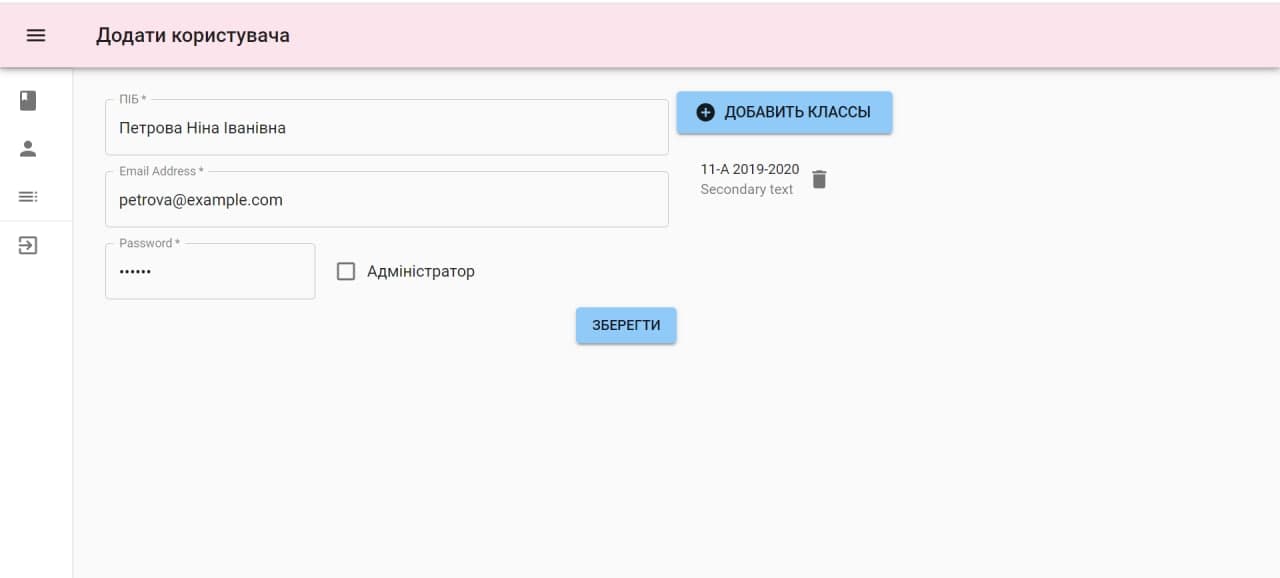 Додати користувача
ПІБ *
Петрова Ніна Іванівна
Email Address *
petrova@example.com
Password *
••••••
Адміністратор
ЗБЕРЕГТИ
ДОБАВИТЬ КЛАССЫ
11-А 2019-2020
Secondary text